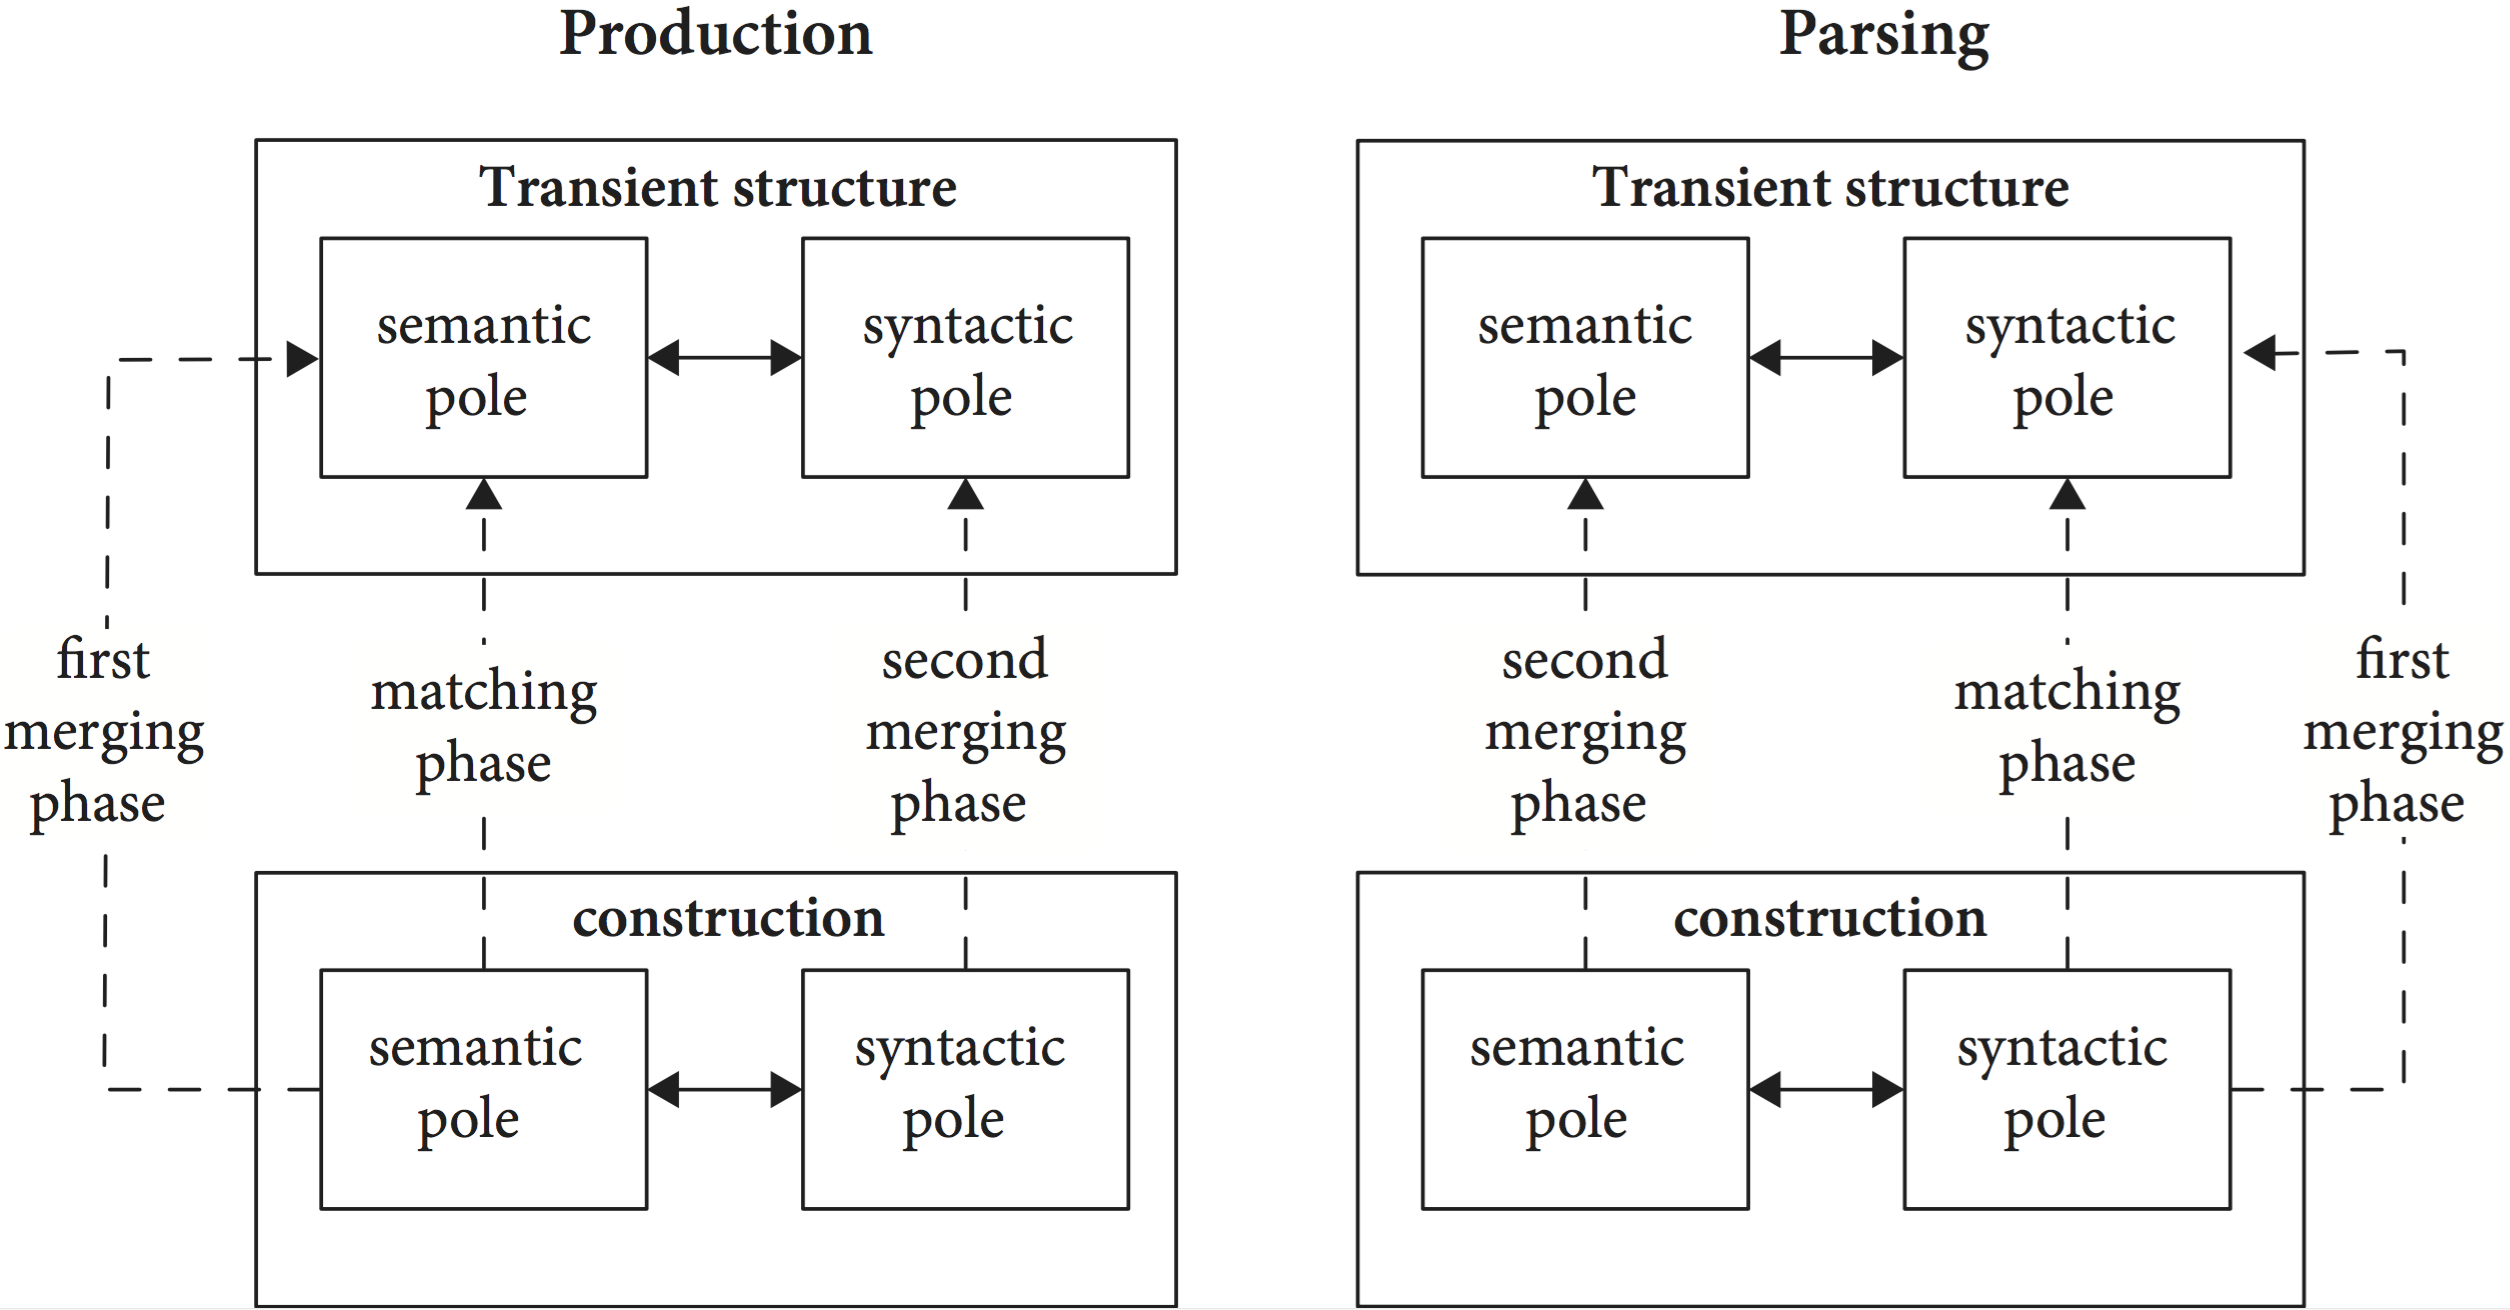 Production
Transient structure
semantic
pole
syntactic
pole
first
merging
phase
matching
phase
second
merging
phase
construction
semantic
pole
syntactic
pole
Parsing
Transient structure
semantic
pole
syntactic
pole
second
merging
phase
matching
phase
first
merging
phase
construction
semantic
pole
syntactic
pole